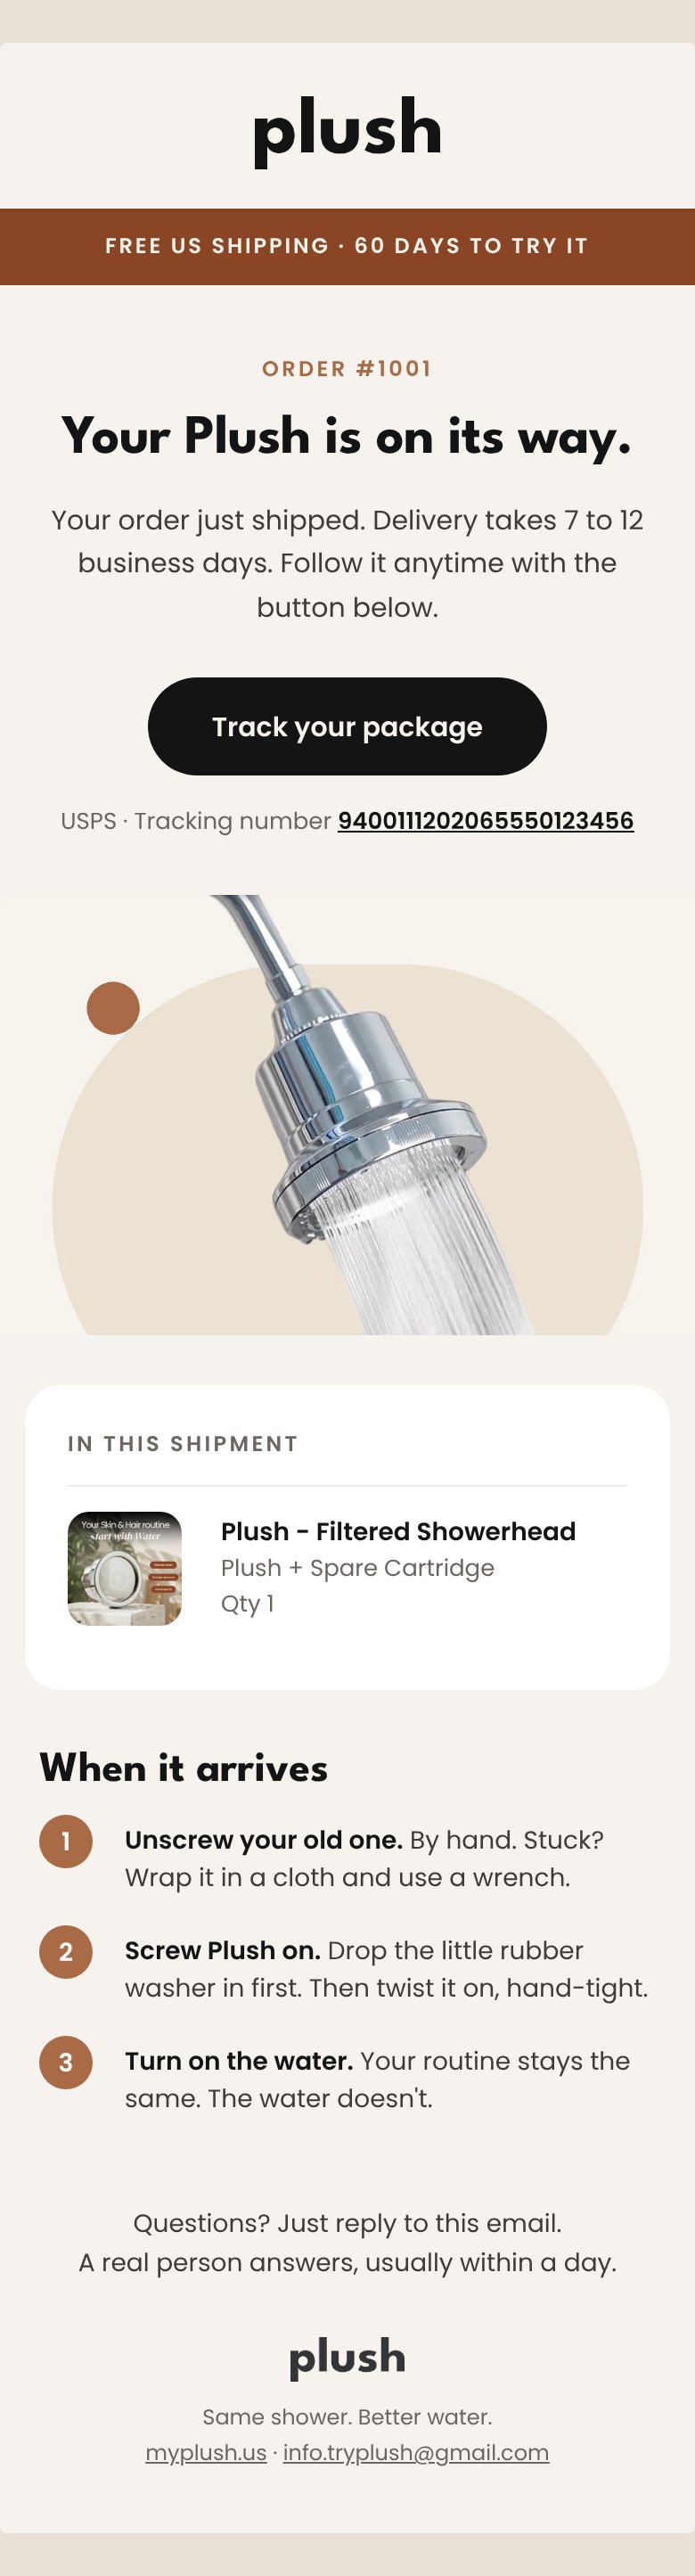 plush
FREE US SHIPPING · 60 DAYS TO TRY IT
ORDER #1001
Your Plush is on its way.
Your order just shipped. Delivery takes 7 to 12
business days. Follow it anytime with the
button below.
Track your package
USPS · Tracking number 9400111202065550123456
IN THIS SHIPMENT
Your Skin & Hair routine
start with Water
Plush - Filtered Showerhead
Plush + Spare Cartridge
Qty 1
When it arrives
1
Unscrew your old one. By hand. Stuck?
Wrap it in a cloth and use a wrench.
2
Screw Plush on. Drop the little rubber
washer in first. Then twist it on, hand-tight.
3
Turn on the water. Your routine stays the
same. The water doesn't.
Questions? Just reply to this email.
A real person answers, usually within a day.
plush
Same shower. Better water.
myplush.us · info.tryplush@gmail.com